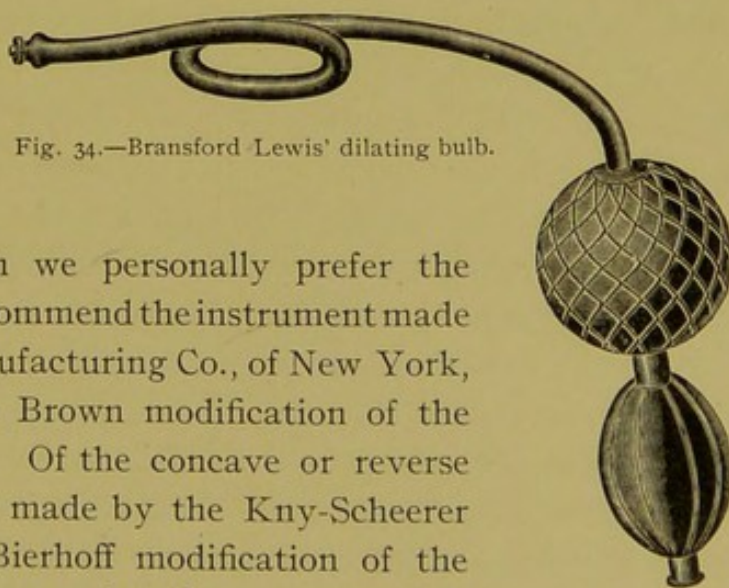 Fig. 34.—Bransford Lewis' dilating bulb.
we personally prefer the
ommend the instrument made
ufacturing Co., of New York,
Brown modification of the
Of the concave or reverse
made by the Kny-Scheerer
Bierhoff modification of the